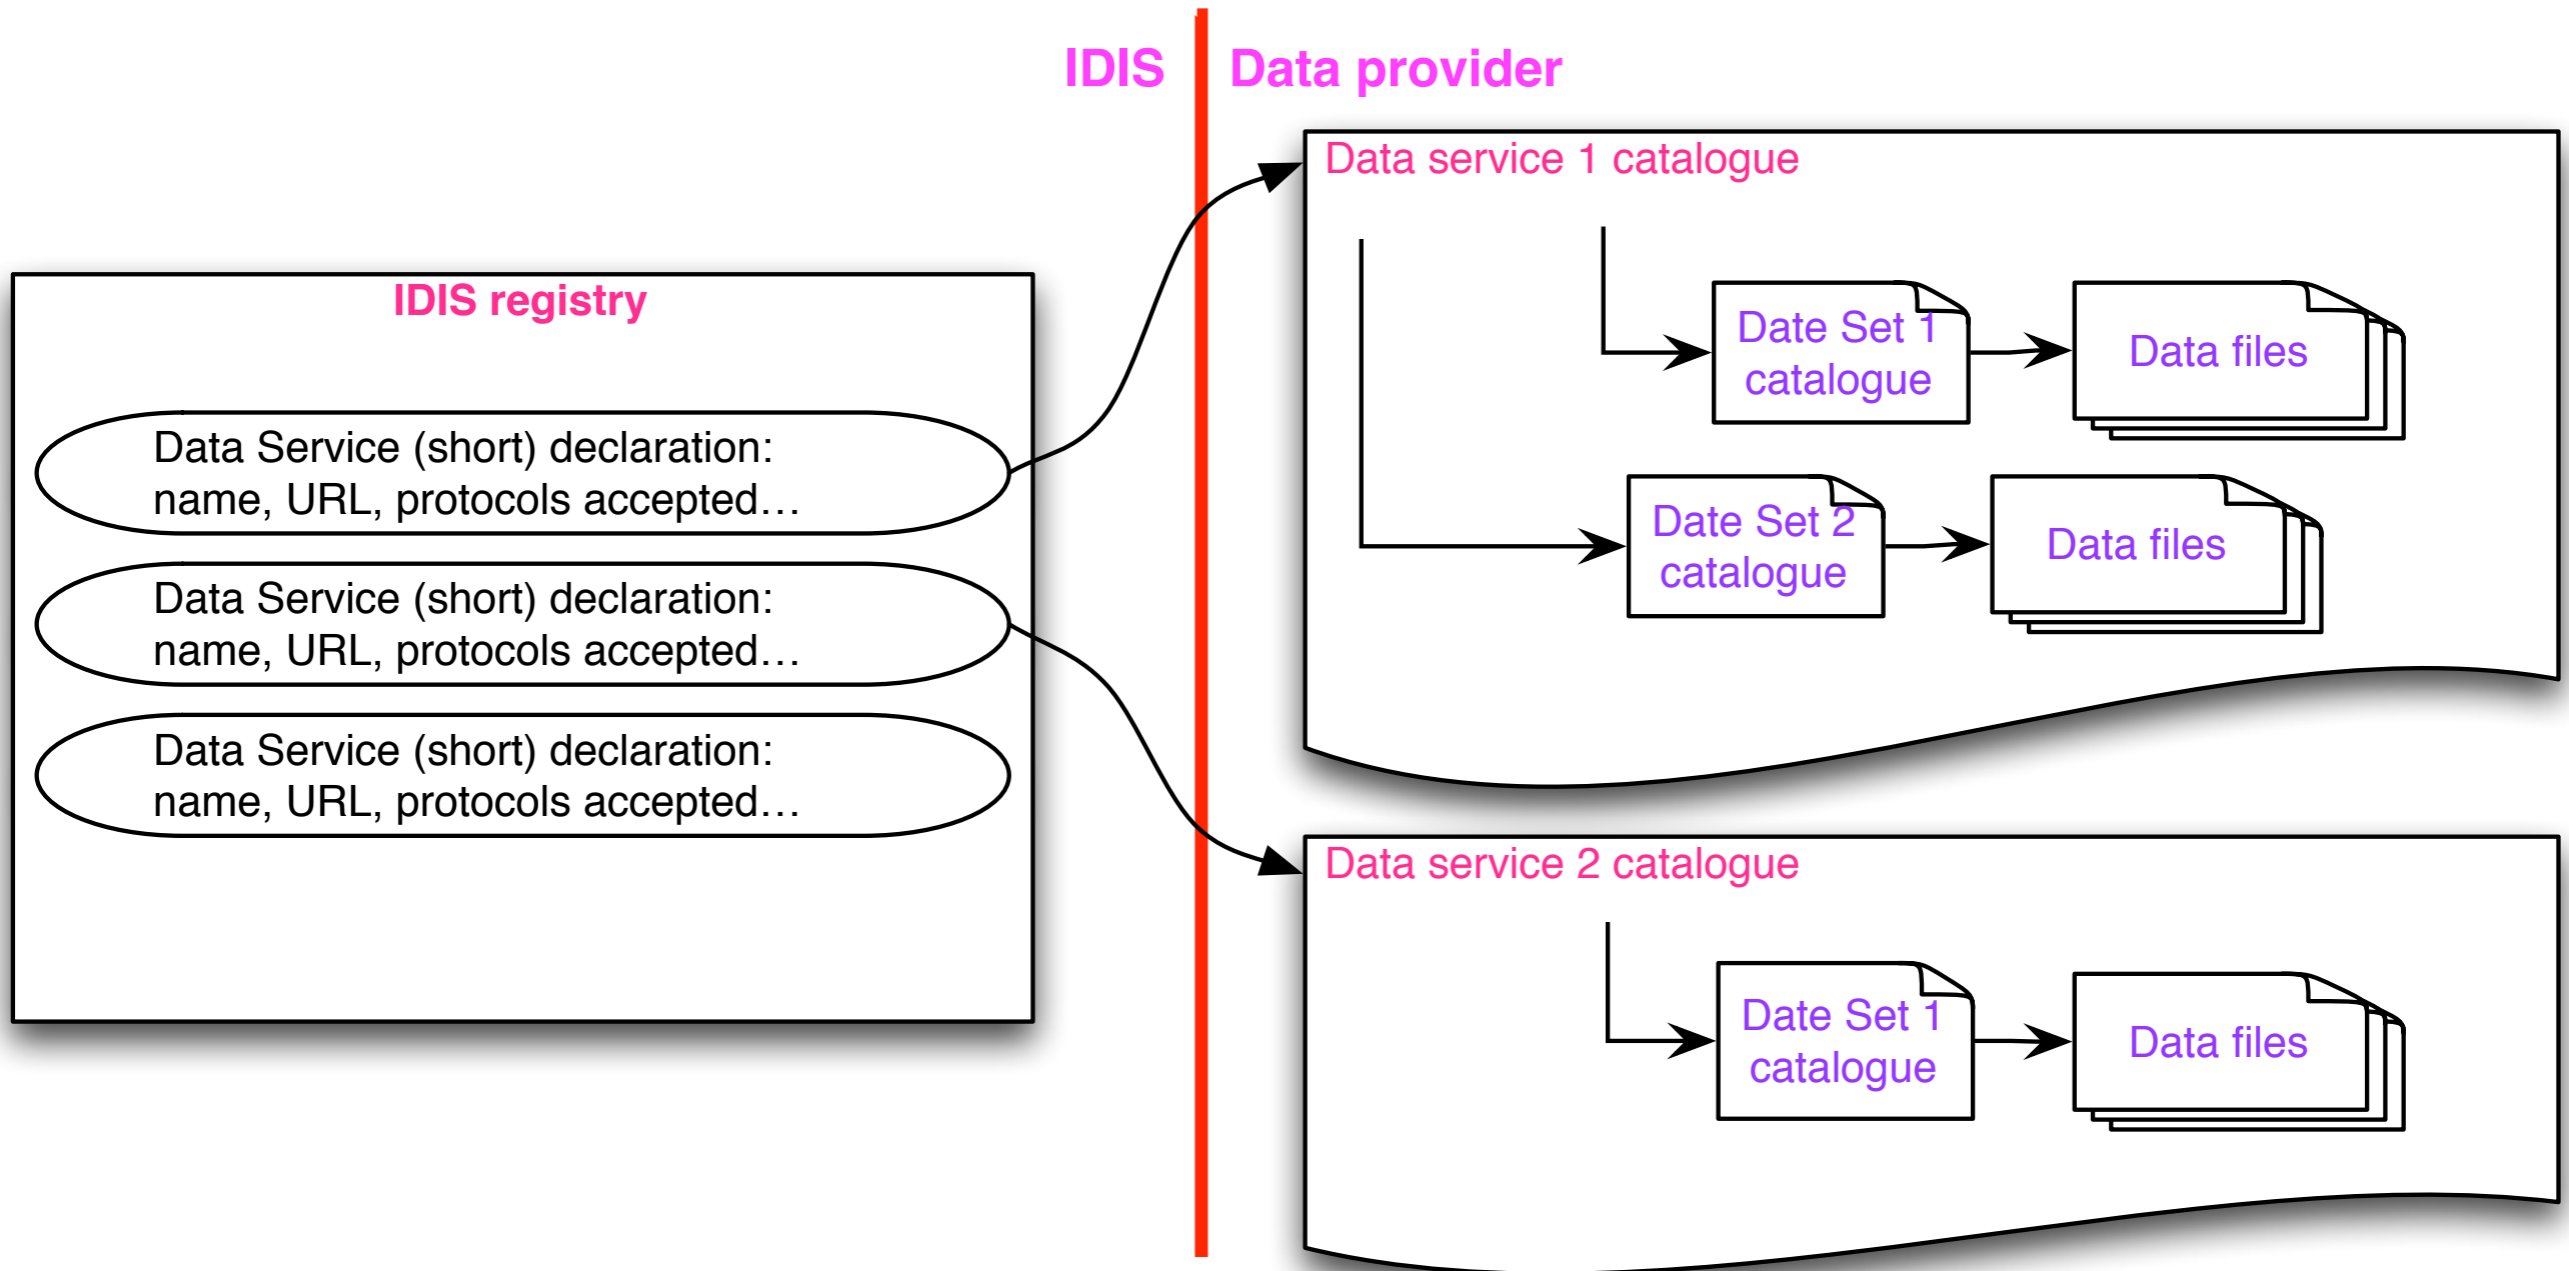 IDIS
Data provider
IDIS registry
Data Service (short) declaration:
name, URL, protocols accepted…
Data Service (short) declaration:
name, URL, protocols accepted…
Data Service (short) declaration:
name, URL, protocols accepted…
Data service 1 catalogue
Date Set 1
catalogue
Data files
Date Set 2
catalogue
Data files
Data service 2 catalogue
Date Set 1
catalogue
Data files